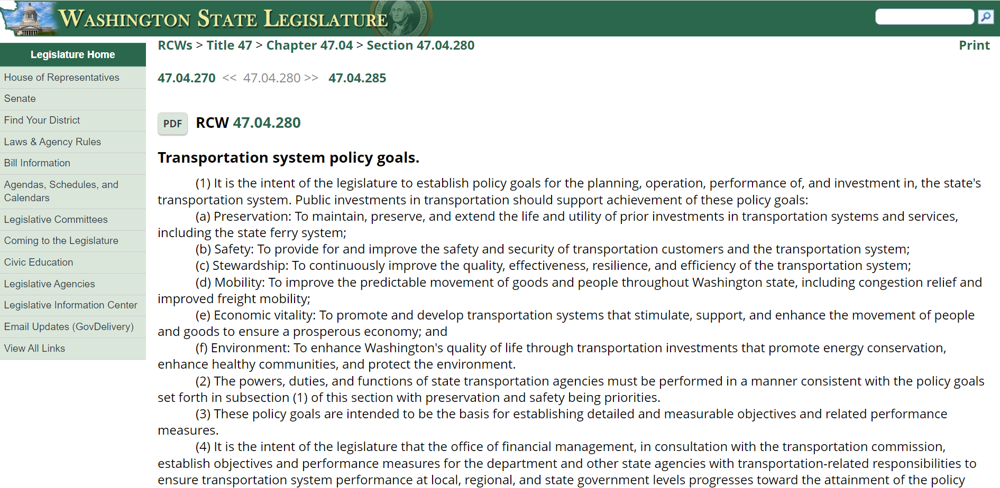 WASHINGTON STATE LEGISLATURE
Legislature Home
House of Representatives
Senate
Find Your District
Laws & Agency Rules
Bill Information
Agendas, Schedules, and
Calendars
Legislative Committees
Coming to the Legislature
Civic Education
Legislative Agencies
Legislative Information Center
Email Updates (GovDelivery)
View All Links
RCWs > Title 47 > Chapter 47.04 > Section 47.04.280
Print
47.04.270 << 47.04.280 >> 47.04.285
PDF RCW 47.04.280
Transportation system policy goals.
(1) It is the intent of the legislature to establish policy goals for the planning, operation, performance of, and investment in, the state's
transportation system. Public investments in transportation should support achievement of these policy goals:
(a) Preservation: To maintain, preserve, and extend the life and utility of prior investments in transportation systems and services,
including the state ferry system;
(b) Safety: To provide for and improve the safety and security of transportation customers and the transportation system;
(c) Stewardship: To continuously improve the quality, effectiveness, resilience, and efficiency of the transportation system;
(d) Mobility: To improve the predictable movement of goods and people throughout Washington state, including congestion relief and
improved freight mobility;
(e) Economic vitality: To promote and develop transportation systems that stimulate, support, and enhance the movement of people
and goods to ensure a prosperous economy; and
(f) Environment: To enhance Washington's quality of life through transportation investments that promote energy conservation,
enhance healthy communities, and protect the environment.
(2) The powers, duties, and functions of state transportation agencies must be performed in a manner consistent with the policy goals
set forth in subsection (1) of this section with preservation and safety being priorities.
(3) These policy goals are intended to be the basis for establishing detailed and measurable objectives and related performance
measures.
(4) It is the intent of the legislature that the office of financial management, in consultation with the transportation commission,
establish objectives and performance measures for the department and other state agencies with transportation-related responsibilities to
ensure transportation system performance at local, regional, and state government levels progresses toward the attainment of the policy